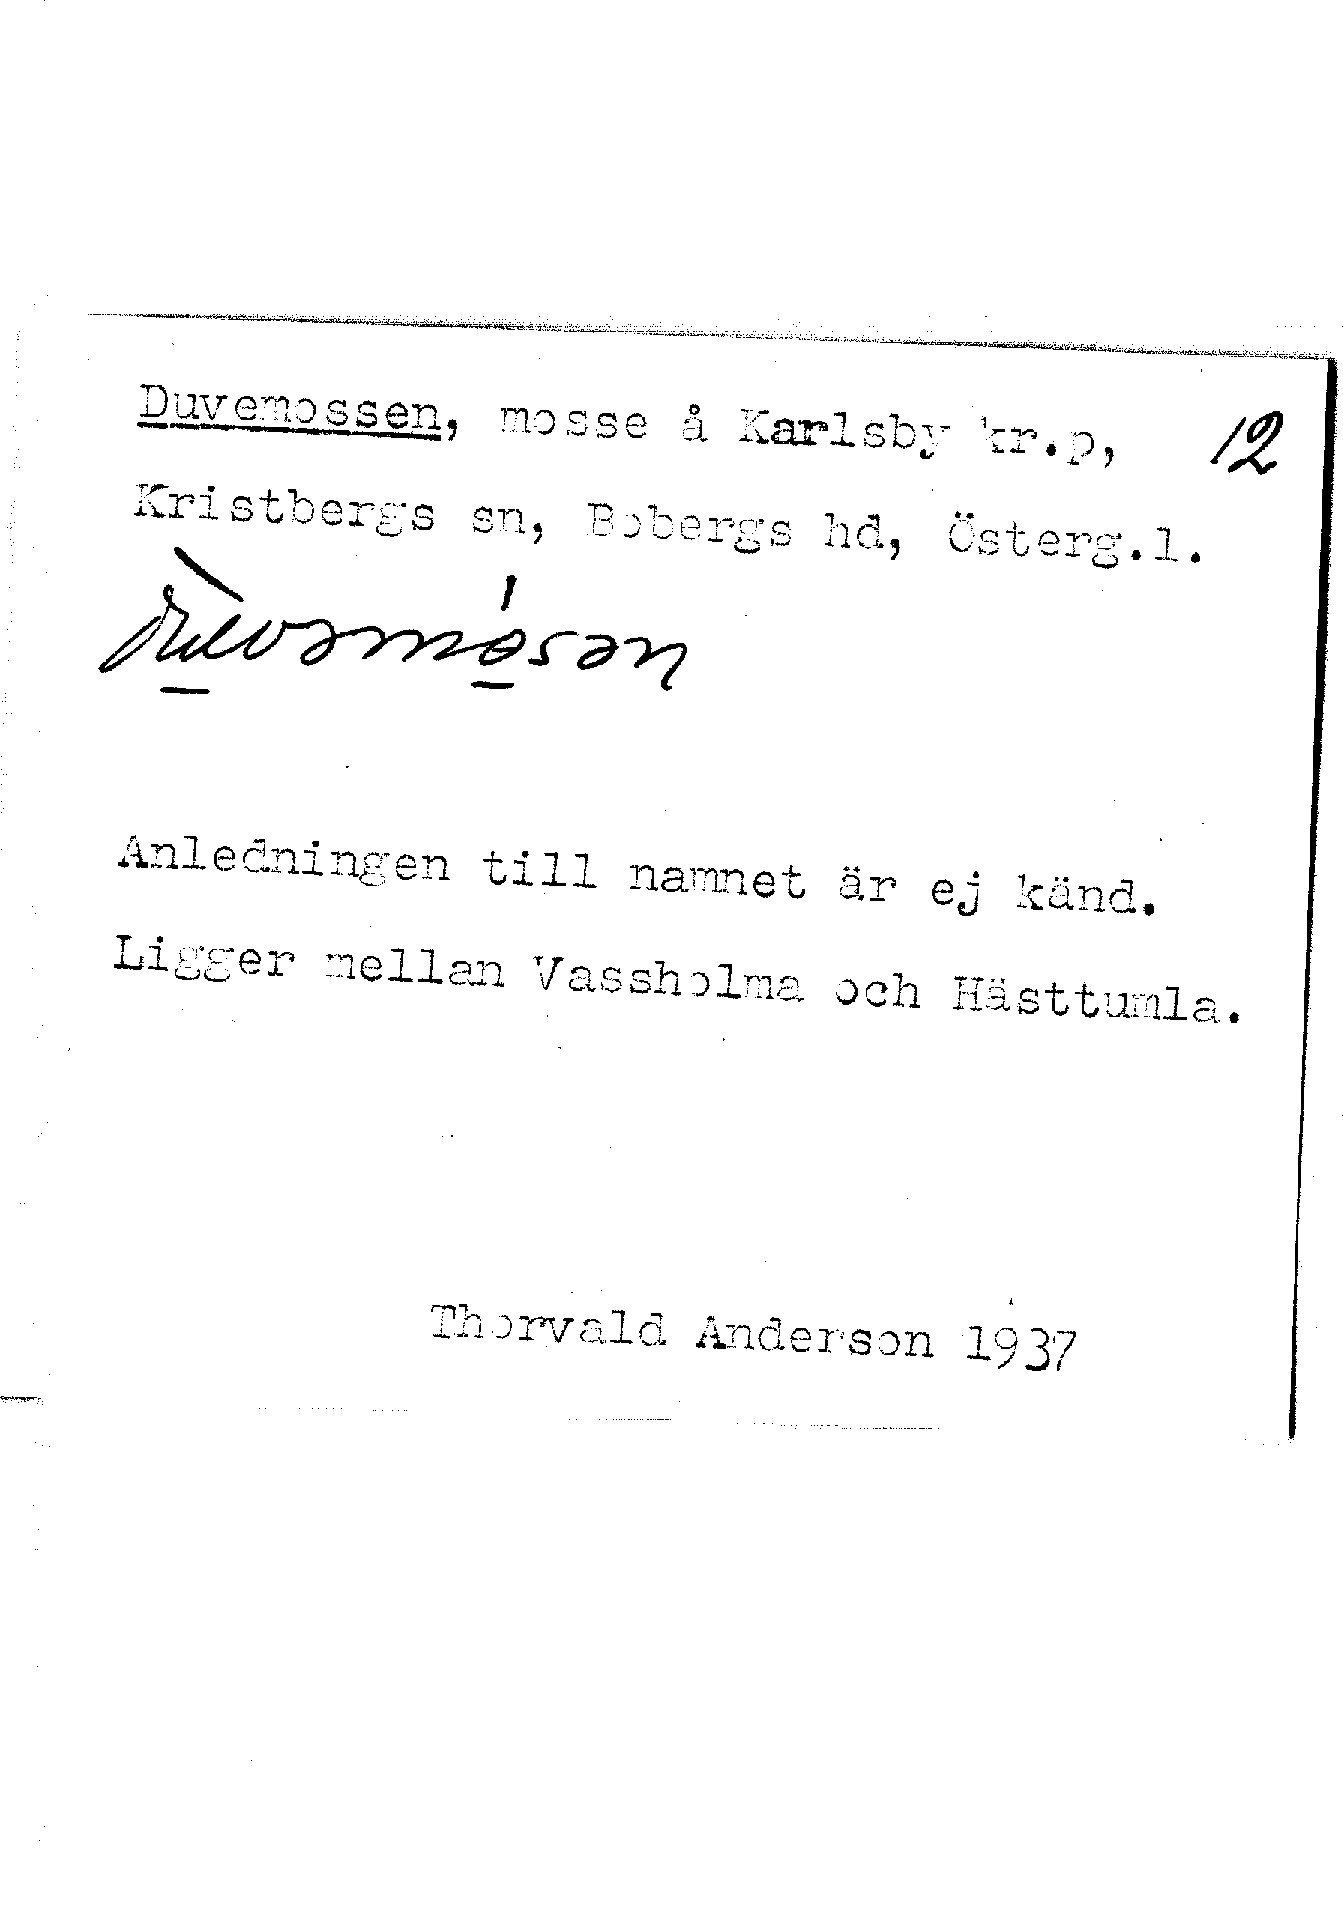 Duvemossen, mosse å Karlsby kr.p, 12
Kristbergs sn, Bobergs hd, Österg.l.
Anledningen till namnet är ej känd.
Ligger mellan Vassholma och Hästtumla.
Thorvald Anderson 1937